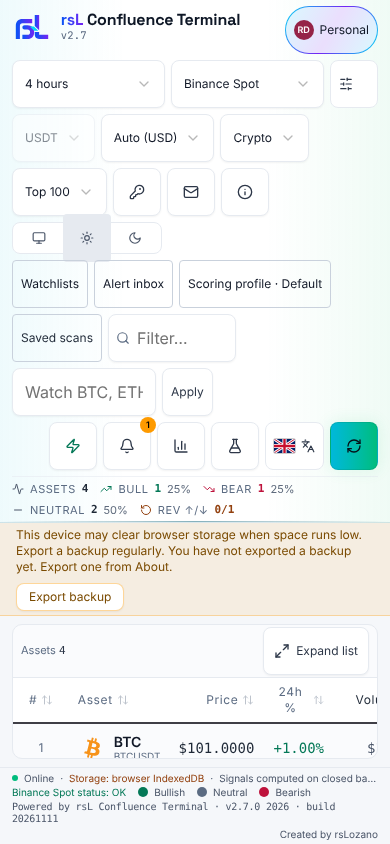 rsL
rsL Confluence Terminal
v2.7
RD Personal
4 hours
Binance Spot
USDT
Auto (USD)
Crypto
Top 100
Watchlists
Alert inbox
Scoring profile · Default
Saved scans
Filter...
Watch BTC, ETH
Apply
1
ASSETS 4 BULL 1 25% BEAR 1 25%
NEUTRAL 2 50% REV ↑/↓ 0/1
This device may clear browser storage when space runs low.
Export a backup regularly. You have not exported a backup
yet. Export one from About.
Export backup
Assets 4
Expand list
# Asset Price 24h % Volu
1 BTC $101.0000 +1.00% $
BTCUSDT
Online · Storage: browser IndexedDB · Signals computed on closed ba...
Binance Spot status: OK Bullish Neutral Bearish
Powered by rsL Confluence Terminal · v2.7.0 2026 · build
20261111
Created by rsLozano